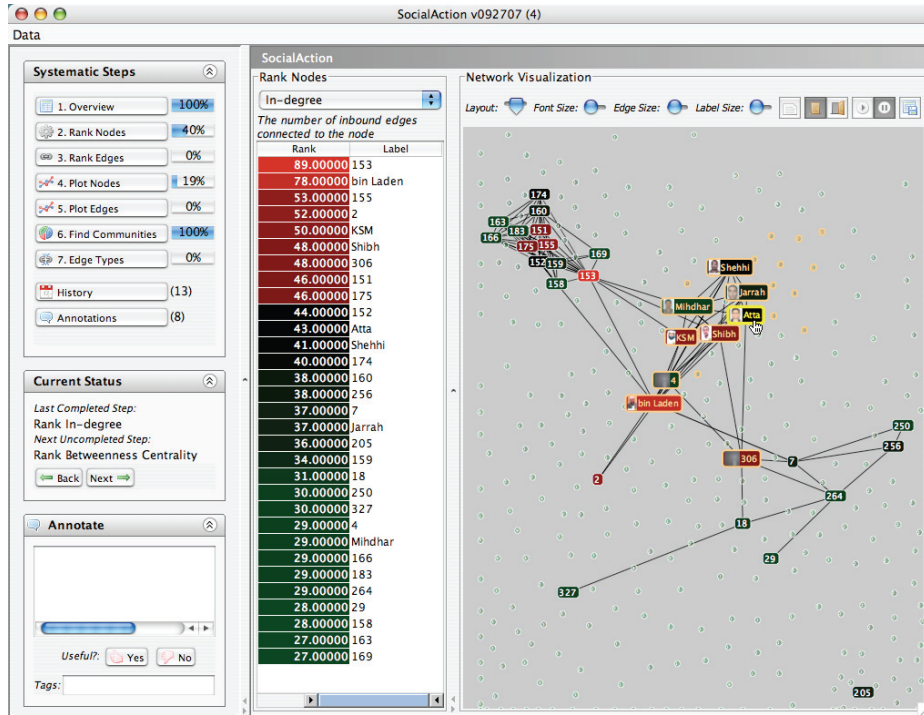 SocialAction v092707 (4)
Data
Systematic Steps
1. Overview 100%
2. Rank Nodes 40%
3. Rank Edges 0%
4. Plot Nodes 19%
5. Plot Edges 0%
6. Find Communities 100%
7. Edge Types 0%
History (13)
Annotations (8)
Current Status
Last Completed Step:
Rank In-degree
Next Uncompleted Step:
Rank Betweenness Centrality
Back Next
Annotate
Useful?: Yes No
Tags:
SocialAction
Rank Nodes
In-degree
The number of inbound edges
connected to the node
Rank Label
89.00000 153
78.00000 bin Laden
53.00000 155
52.00000 2
50.00000 KSM
48.00000 Shibh
48.00000 306
46.00000 151
46.00000 175
44.00000 152
43.00000 Atta
41.00000 Shehhi
40.00000 174
38.00000 160
38.00000 256
37.00000 7
37.00000 Jarrah
36.00000 205
34.00000 159
31.00000 18
30.00000 250
30.00000 327
29.00000 4
29.00000 Mihdhar
29.00000 166
29.00000 183
29.00000 264
28.00000 29
28.00000 158
27.00000 163
27.00000 169
Network Visualization
Layout: Font Size: Edge Size: Label Size:
174
160
163
183
151
166
175
155
169
152
159
153
158
Shehhi
Jarrah
Mihdhar
Atta
KSM
Shibh
4
bin Laden
250
256
306
7
2
264
18
29
327
205